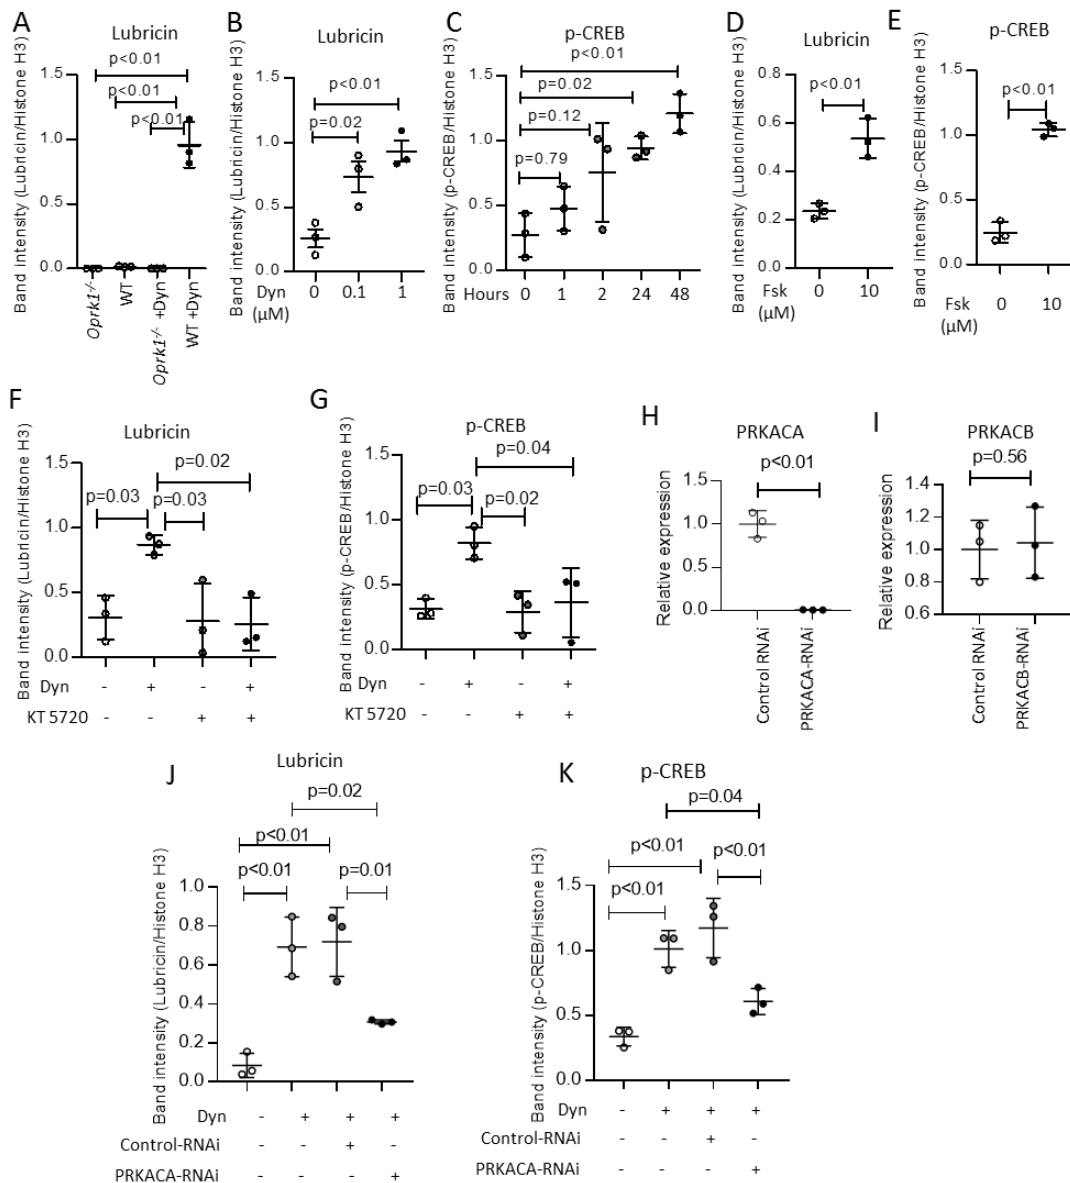 A
Lubricin
p<0.01
p<0.01
p<0.01
Band intensity (Lubricin/Histone H3)
1.5
1.0
0.5
0.0
Oprk1-/-
WT
Oprk1-/- +Dyn
WT +Dyn
B
Lubricin
p<0.01
p=0.02
Band intensity (Lubricin/Histone H3)
1.5
1.0
0.5
0.0
Dyn 0 0.1 1
(µM)
C
p-CREB
p<0.01
p=0.02
p=0.12
p=0.79
Band intensity (p-CREB/Histone H3)
1.5
1.0
0.5
0.0
Hours 0 1 2 24 48
D
Lubricin
p<0.01
Band intensity (Lubricin/Histone H3)
0.8
0.6
0.4
0.2
0.0
Fsk 0 10
(µM)
E
p-CREB
p<0.01
Band intensity (p-CREB/Histone H3)
1.5
1.0
0.5
0.0
Fsk 0 10
(µM)
F
Lubricin
p=0.02
p=0.03 p=0.03
Band intensity (Lubricin/Histone H3)
1.5
1.0
0.5
0.0
Dyn - + - +
KT 5720 - - + +
G
p-CREB
p=0.04
p=0.03 p=0.02
Band intensity (p-CREB/Histone H3)
1.5
1.0
0.5
0.0
Dyn - + - +
KT 5720 - - + +
H
PRKACA
p<0.01
Relative expression
1.5
1.0
0.5
0.0
Control RNAi
PRKACA-RNAi
I
PRKACB
p=0.56
Relative expression
1.4
1.2
1.0
0.8
0.6
Control RNAi
PRKACB-RNAi
J
Lubricin
p=0.02
p<0.01
p<0.01 p=0.01
Band intensity (Lubricin/Histone H3)
1.0
0.8
0.6
0.4
0.2
0.0
Dyn - + + +
Control-RNAi - - + -
PRKACA-RNAi - - - +
K
p-CREB
p=0.04
p<0.01 p<0.01
p<0.01
Band intensity (p-CREB/Histone H3)
1.5
1.0
0.5
0.0
Dyn - + + +
Control-RNAi - - + -
PRKACA-RNAi - - - +